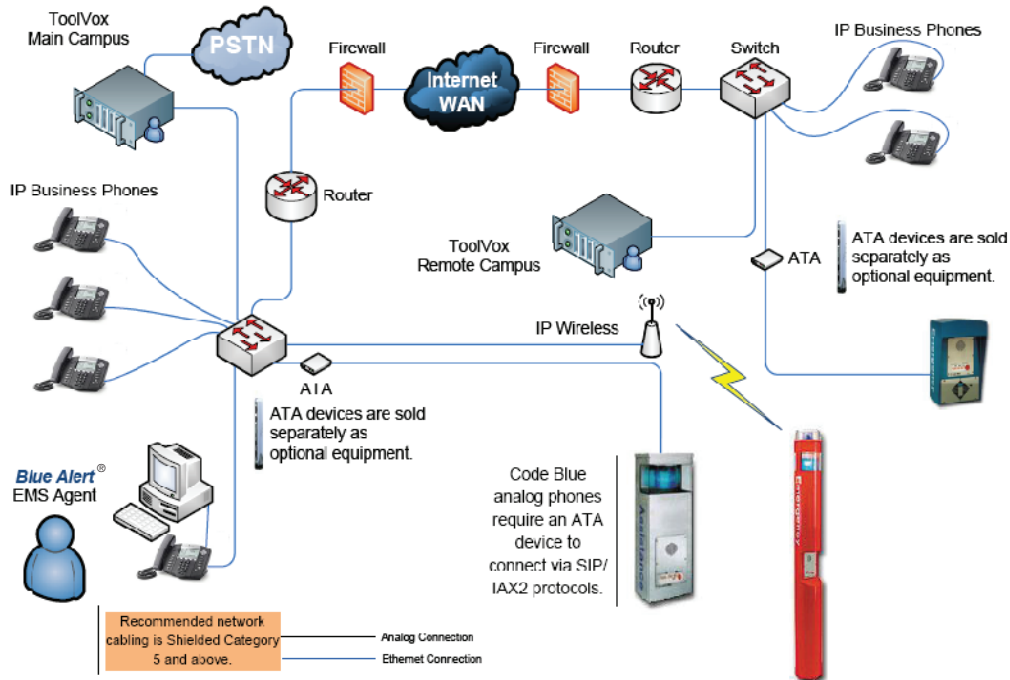 ToolVox
Main Campus
PSTN
Firewall
Internet
WAN
Firewall
Router
Switch
IP Business Phones
IP Business Phones
Router
ToolVox
Remote Campus
ATA
ATA devices are sold
separately as
optional equipment.
IP Wireless
ATA
ATA devices are sold
separately as
optional equipment.
Emergency
Blue Alert®
EMS Agent
Code Blue
analog phones
require an ATA
device to
connect via SIP/
IAX2 protocols.
Assistance
Emergency
Recommended network
cabling is Shielded Category
5 and above.
Analog Connection
Ethernet Connection